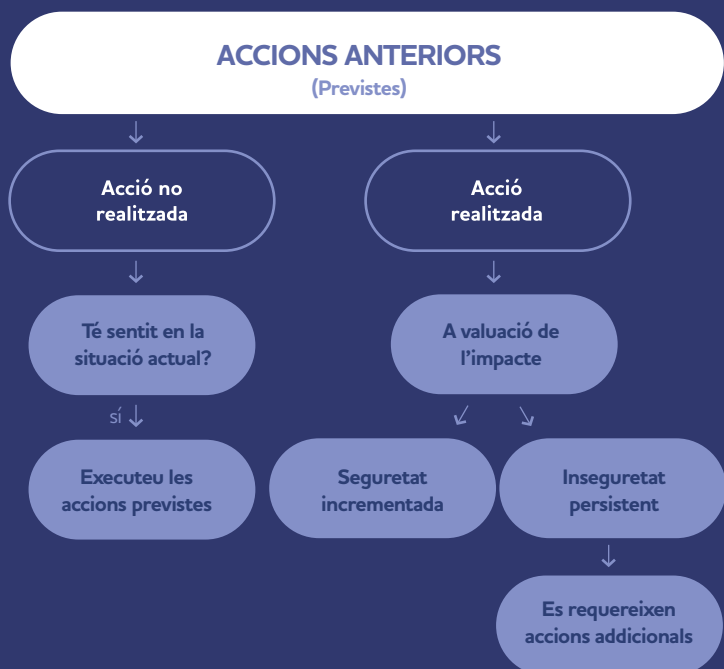 ACCIONS ANTERIORS
(Previstes)
Acció no
realitzada
Acció
realitzada
Té sentit en la
situació actual?
A valuació de
l'impacte
sí
Executeu les
accions previstes
Seguretat
incrementada
Inseguretat
persistent
Es requereixen
accions addicionals